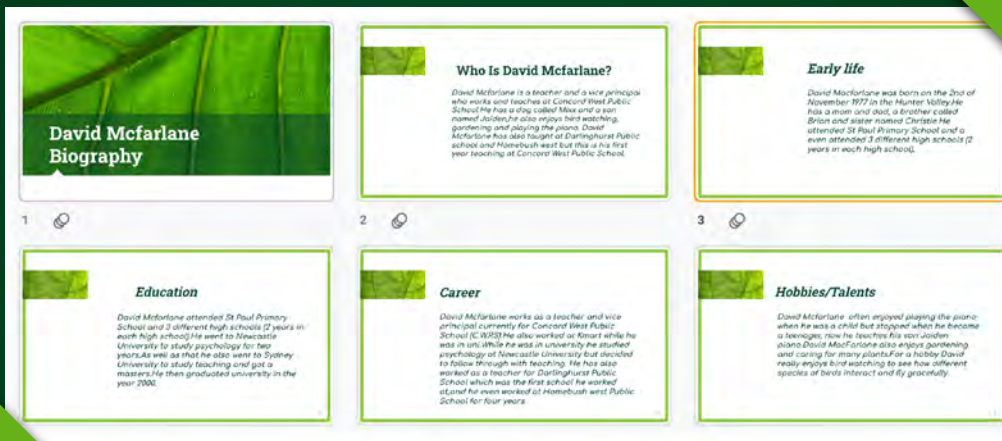 David Mcfarlane
Biography
1
Who Is David Mcfarlane?
David Mcfarlane is a teacher and a vice principal
who works and teaches at Concord West Public
School.He has a dog called Mixx and a son
named Jaiden,he also enjoys bird watching,
gardening and playing the piano. David
Mcfarlane has also taught at Darlinghurst Public
school and Homebush west but this is his first
year teaching at Concord West Public School.
2
Early life
David Macfarlane was born on the 2nd of
November 1977 in the Hunter Valley.He
has a mom and dad, a brother called
Brian and sister named Christie.He
attended St Paul Primary School and a
even attended 3 different high schools (2
years in each high school).
3
Education
David Mcfarlane attended St Paul Primary
School and 3 different high schools (2 years in
each high school).He went to Newcastle
University to study psychology for two
years.As well as that he also went to Sydney
University to study teaching and got a
masters.He then graduated university in the
year 2000.
Career
David Mcfarlane works as a teacher and vice
principal currently for Concord West Public
School (C.W.P.S).He also worked at Kmart while he
was in uni.While he was in university he studied
psychology at Newcastle University but decided
to follow through with teaching. He has also
worked as a teacher for Darlinghurst Public
School which was the first school he worked
at,and he even worked at Homebush west Public
School for four years.
Hobbies/Talents
David Mcfarlane often enjoyed playing the piano
when he was a child but stopped when he become
a teenager, now he teaches his son Jaiden
piano.David MacFarlane also enjoys gardening
and caring for many plants.For a hobby David
really enjoys bird watching to see how different
species of birds interact and fly gracefully.